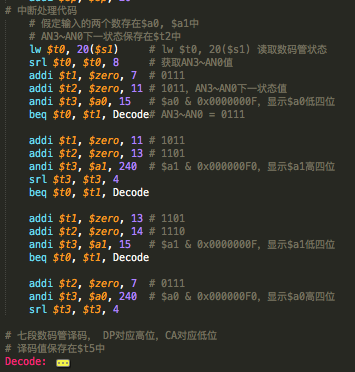 # 中断处理代码
# 假定输入的两个数存在$a0, $a1中
# AN3~AN0下一状态保存在$t2中
lw $t0, 20($s1) # lw $t0, 20($s1) 读取数码管状态
srl $t0, $t0, 8 # 获取AN3~AN0值
addi $t1, $zero, 7 # 0111
addi $t2, $zero, 11 # 1011, AN3~AN0下一状态值
andi $t3, $a0, 15 # $a0 & 0x0000000F, 显示$a0低四位
beq $t0, $t1, Decode# AN3~AN0 = 0111
addi $t1, $zero, 11 # 1011
addi $t2, $zero, 13 # 1101
andi $t3, $a1, 240 # $a1 & 0x000000F0, 显示$a1高四位
srl $t3, $t3, 4
beq $t0, $t1, Decode
addi $t1, $zero, 13 # 1101
addi $t2, $zero, 14 # 1110
andi $t3, $a1, 15 # $a1 & 0x0000000F, 显示$a1低四位
beq $t0, $t1, Decode
addi $t2, $zero, 7 # 0111
andi $t3, $a0, 240 # $a0 & 0x000000F0, 显示$a0高四位
srl $t3, $t3, 4
# 七段数码管译码, DP对应高位, CA对应低位
# 译码值保存在$t5中
Decode: